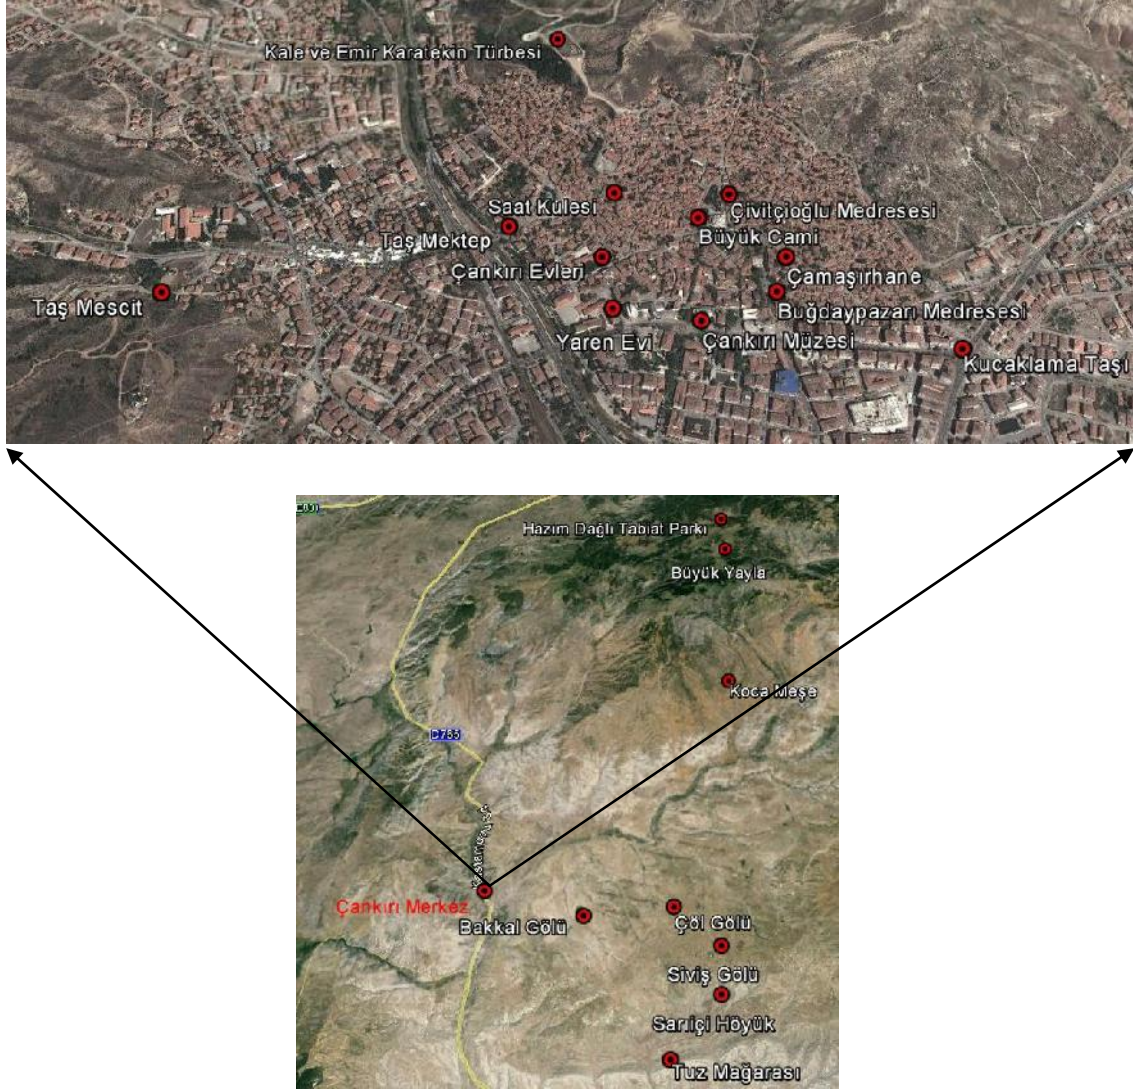 Kale ve Emir Karatekin Türbesi
Saat Kulesi
Çivitçioğlu Medresesi
Taş Mektep
Büyük Cami
Çankırı Evleri
Çamaşırhane
Taş Mescit
Buğdaypazarı Medresesi
Yaren Evi
Çankırı Müzesi
Kucaklama Taşı
Hazım Dağlı Tabiat Parkı
Büyük Yayla
Koca Meşe
D765
Çankırı Merkez
Bakkal Gölü
Çöl Gölü
Siviş Gölü
Sarıiçi Höyük
Tuz Mağarası